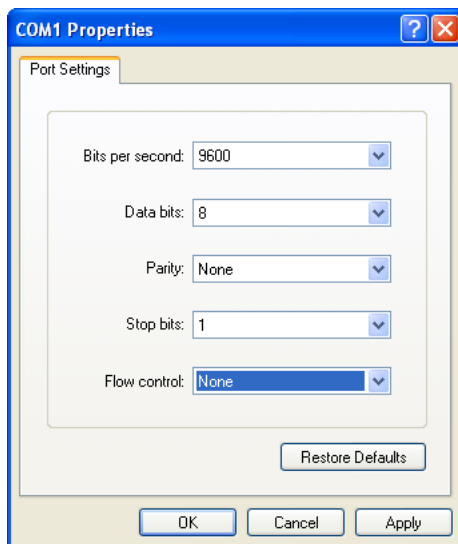 COM1 Properties
Port Settings
Bits per second: 9600
Data bits: 8
Parity: None
Stop bits: 1
Flow control: None
Restore Defaults
OK Cancel Apply